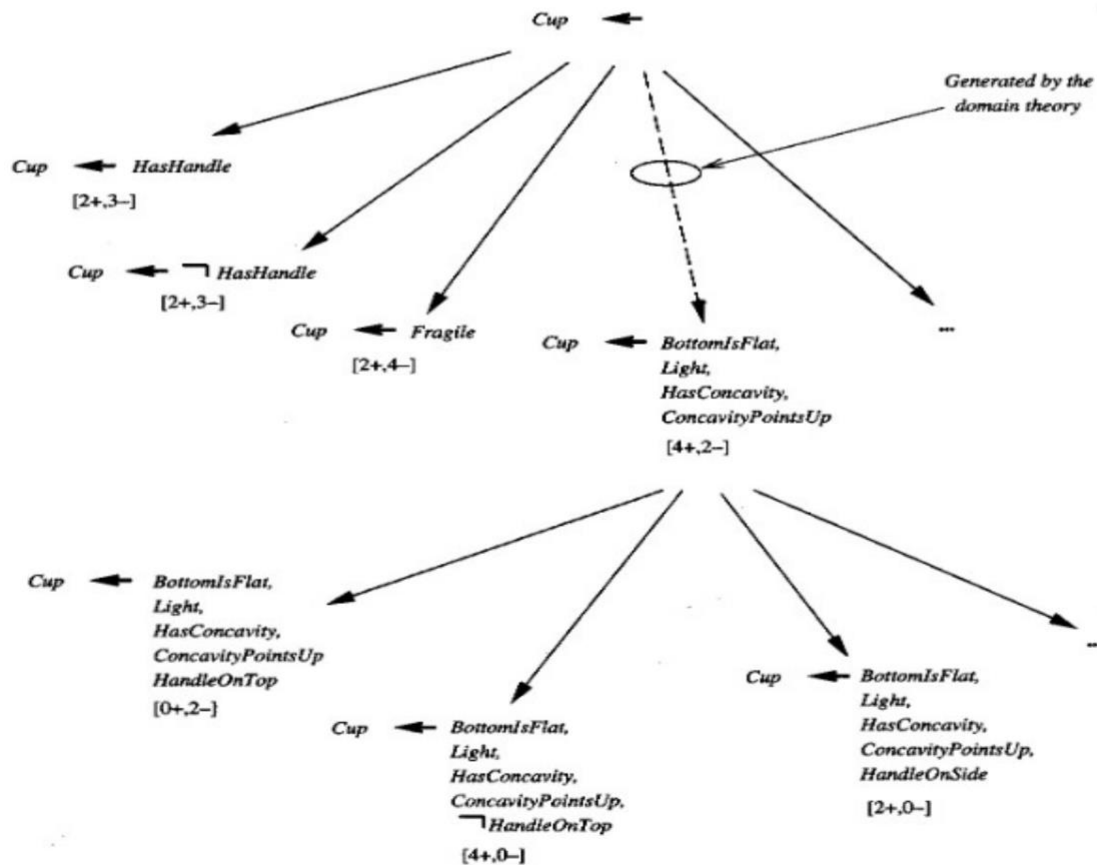 Cup ←
Generated by the
domain theory
Cup ← HasHandle
[2+,3–]
Cup ← ¬ HasHandle
[2+,3–]
Cup ← Fragile
[2+,4–]
Cup ← BottomIsFlat,
Light,
HasConcavity,
ConcavityPointsUp
[4+,2–]
...
Cup ← BottomIsFlat,
Light,
HasConcavity,
ConcavityPointsUp
HandleOnTop
[0+,2–]
Cup ← BottomIsFlat,
Light,
HasConcavity,
ConcavityPointsUp,
¬ HandleOnTop
[4+,0–]
Cup ← BottomIsFlat,
Light,
HasConcavity,
ConcavityPointsUp,
HandleOnSide
[2+,0–]
...